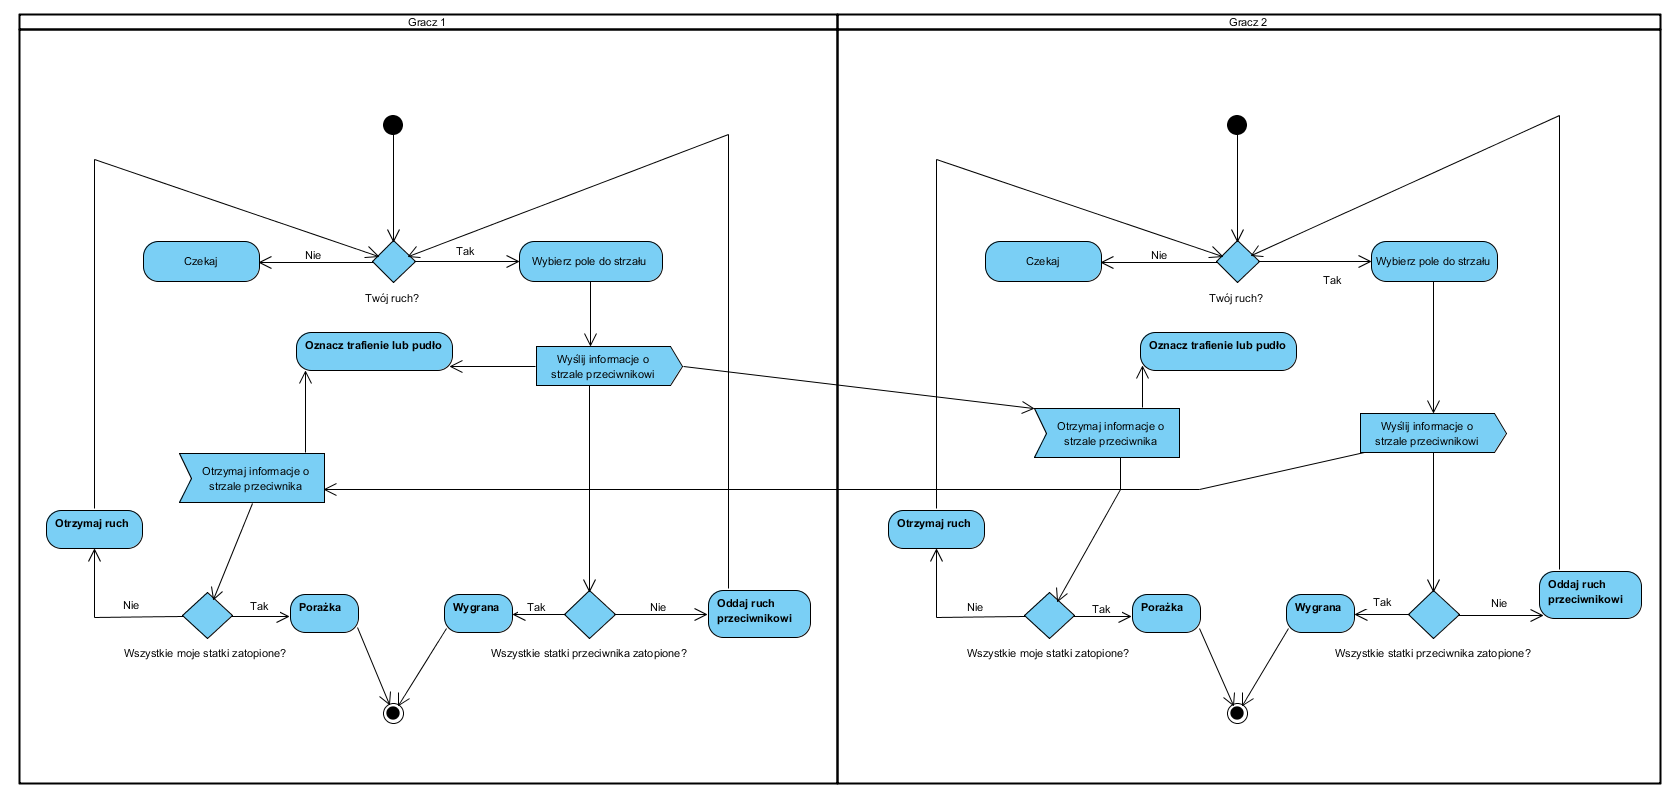 Gracz 1
Gracz 2
Czekaj
Nie
Tak
Wybierz pole do strzału
Twój ruch?
Oznacz trafienie lub pudło
Wyślij informacje o
strzale przeciwnikowi
Otrzymaj informacje o
strzale przeciwnika
Otrzymaj ruch
Nie
Tak
Porażka
Wygrana
Tak
Nie
Oddaj ruch
przeciwnikowi
Wszystkie moje statki zatopione?
Wszystkie statki przeciwnika zatopione?
Czekaj
Nie
Tak
Wybierz pole do strzału
Twój ruch?
Oznacz trafienie lub pudło
Otrzymaj informacje o
strzale przeciwnika
Wyślij informacje o
strzale przeciwnikowi
Otrzymaj ruch
Nie
Tak
Porażka
Wygrana
Tak
Nie
Oddaj ruch
przeciwnikowi
Wszystkie moje statki zatopione?
Wszystkie statki przeciwnika zatopione?